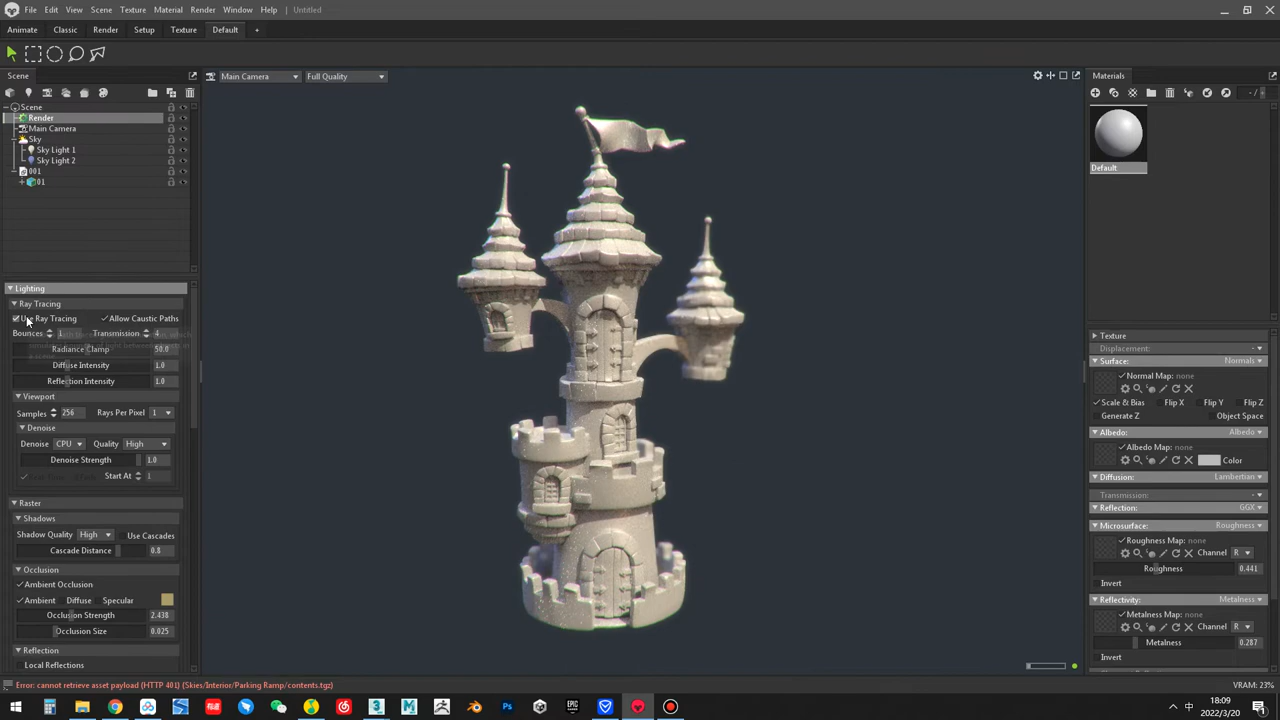 File Edit View Scene Texture Material Render Window Help Untitled
Animate Classic Render Setup Texture Default +
Scene
Main Camera Full Quality
Materials
- /
Scene
Render
Main Camera
Sky
Sky Light 1
Sky Light 2
001
01
Default
Lighting
Ray Tracing
Use Ray Tracing Allow Caustic Paths
Bounces 1 Transmission 4
Radiance Clamp 50.0
Diffuse Intensity 1.0
Reflection Intensity 1.0
Viewport
Samples 256 Rays Per Pixel 1
Denoise
Denoise CPU Quality High
Denoise Strength 1.0
Start At 1
Raster
Shadows
Shadow Quality High Use Cascades
Cascade Distance 0.8
Occlusion
Ambient Occlusion
Ambient Diffuse Specular
Occlusion Strength 2.438
Occlusion Size 0.025
Reflection
Local Reflections
Texture
Displacement: -
Surface: Normals
Normal Map: none
Scale & Bias Flip X Flip Y Flip Z
Generate Z Object Space
Albedo: Albedo
Albedo Map: none
Color
Diffusion: Lambertian
Transmission: -
Reflection: GGX
Microsurface: Roughness
Roughness Map: none
Channel R
Roughness 0.441
Invert
Reflectivity: Metalness
Metalness Map: none
Channel R
Metalness 0.287
Invert
Error: cannot retrieve asset payload (HTTP 401) (Skies/Interior/Parking Ramp/contents.tgz)
VRAM: 23%
18:09
2022/3/20